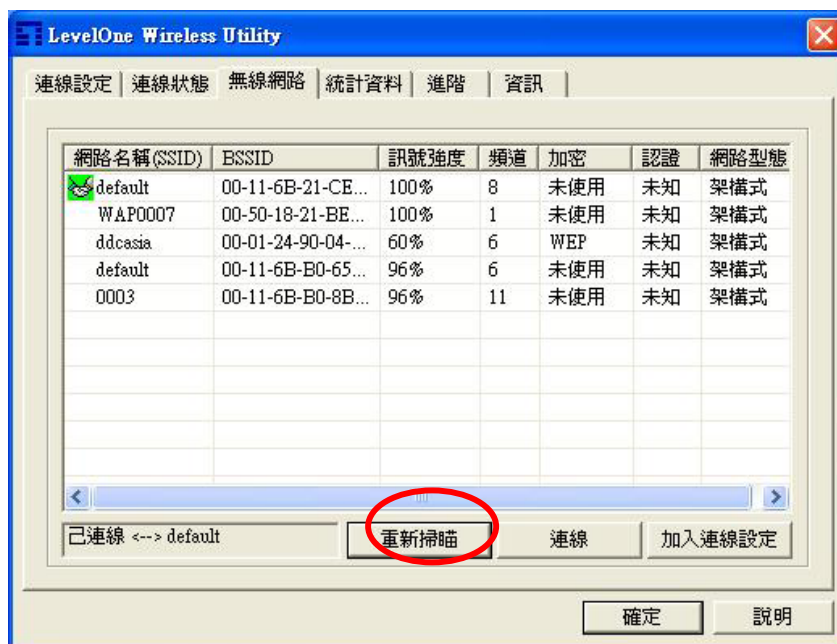 LevelOne Wireless Utility
連線設定 連線狀態 無線網路 統計資料 進階 資訊
網路名稱(SSID) BSSID 訊號強度 頻道 加密 認證 網路型態
default 00-11-6B-21-CE... 100% 8 未使用 未知 架構式
WAP0007 00-50-18-21-BE... 100% 1 未使用 未知 架構式
ddcasia 00-01-24-90-04-... 60% 6 WEP 未知 架構式
default 00-11-6B-B0-65... 96% 6 未使用 未知 架構式
0003 00-11-6B-B0-8B... 96% 11 未使用 未知 架構式
已連線 <--> default 重新掃瞄 連線 加入連線設定
確定 說明